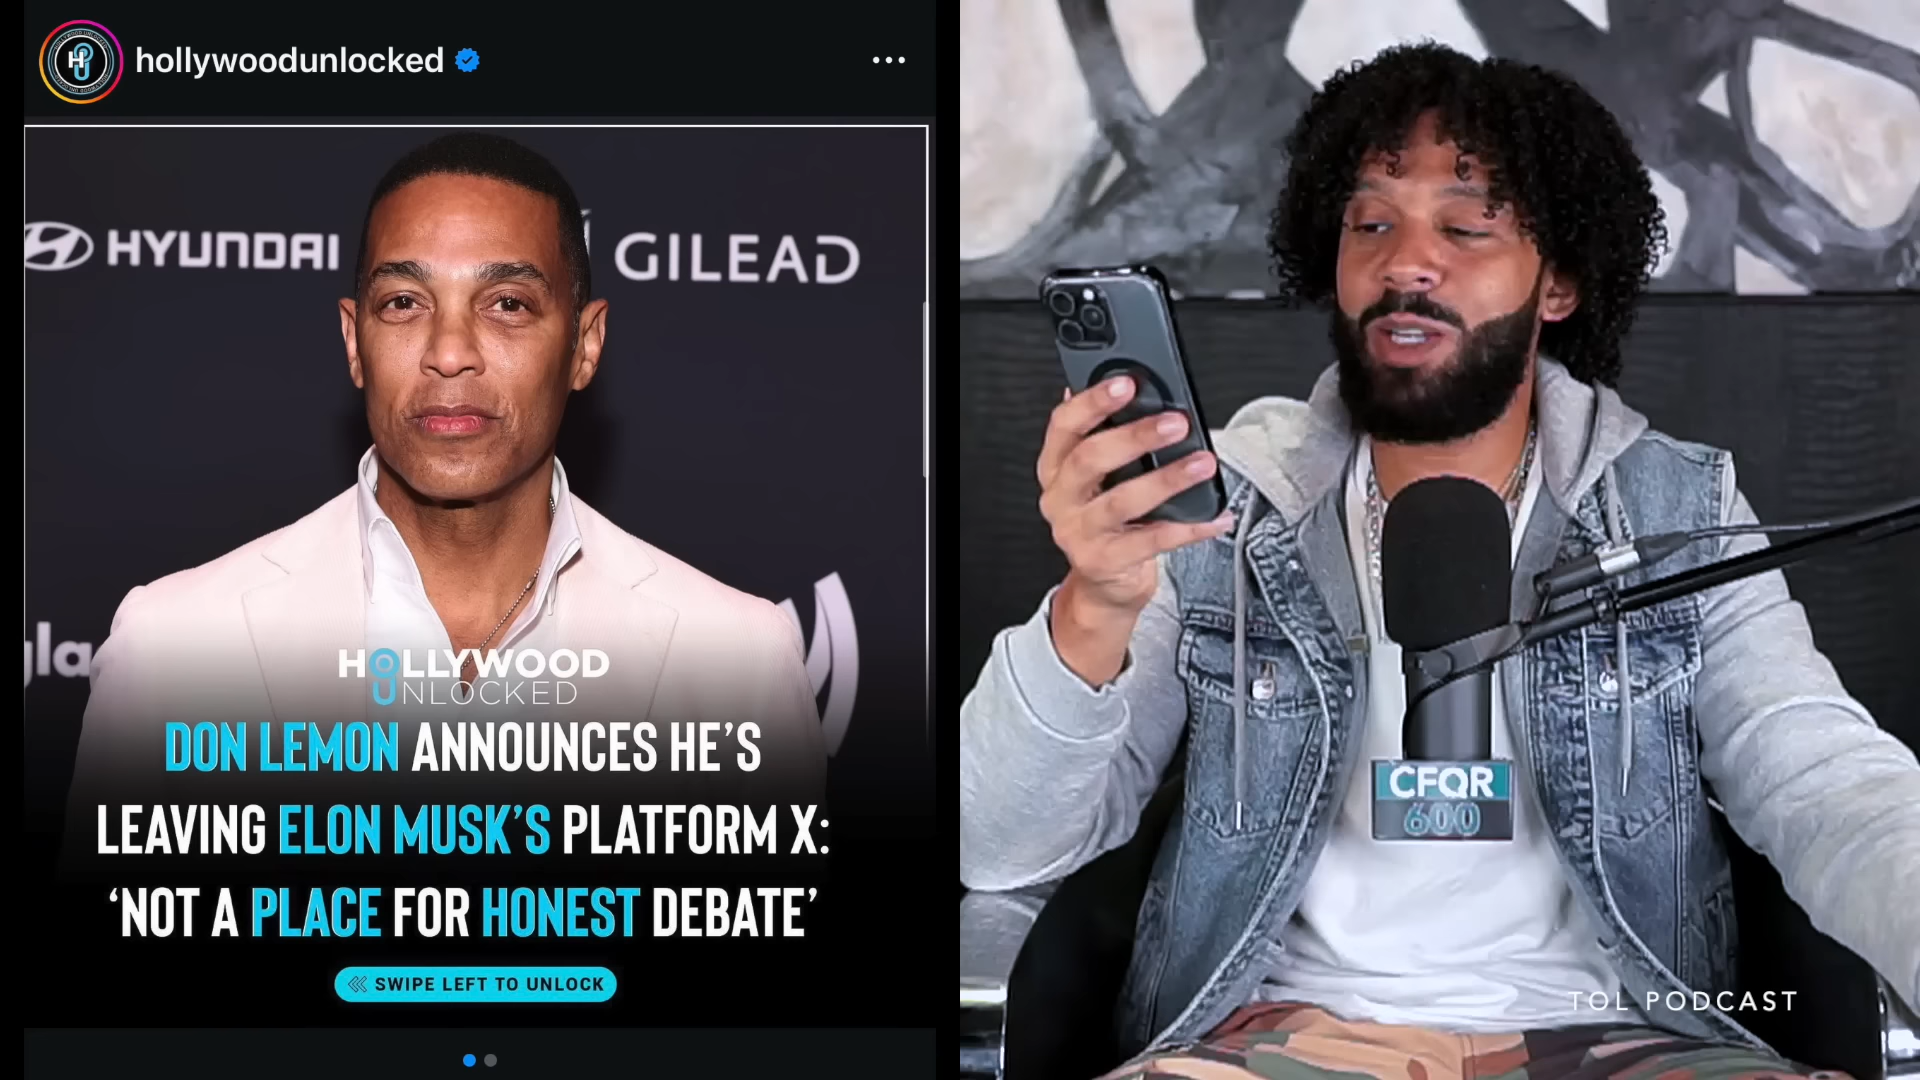 hollywoodunlocked
HYUNDAI
GILEAD
gla
HOLLYWOOD
UNLOCKED
DON LEMON ANNOUNCES HE'S
LEAVING ELON MUSK'S PLATFORM X:
'NOT A PLACE FOR HONEST DEBATE'
SWIPE LEFT TO UNLOCK
CFQR
600
TOL PODCAST